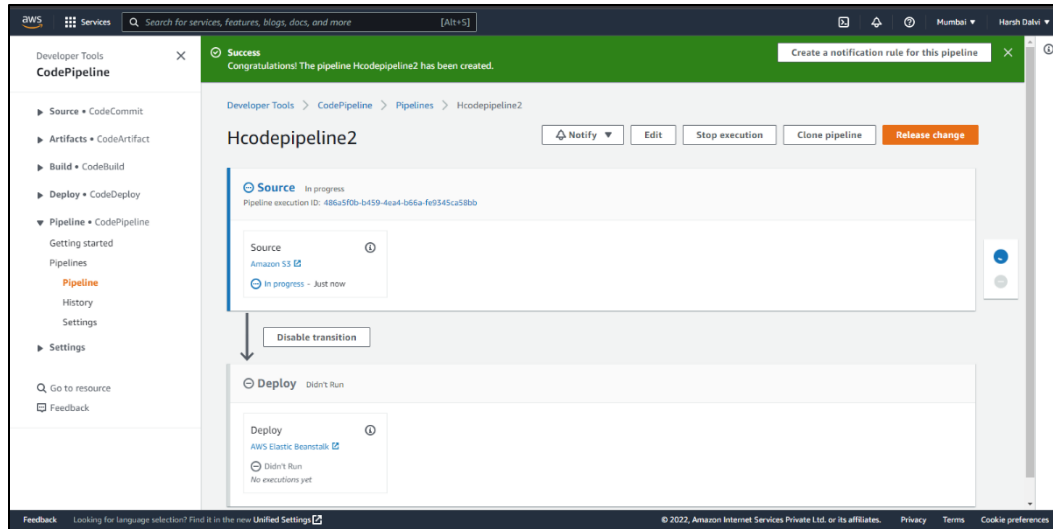 aws Services Search for services, features, blogs, docs, and more [Alt+S] Mumbai ▼ Harsh Dalvi ▼
Developer Tools
CodePipeline
Source • CodeCommit
Artifacts • CodeArtifact
Build • CodeBuild
Deploy • CodeDeploy
Pipeline • CodePipeline
Getting started
Pipelines
Pipeline
History
Settings
Settings
Go to resource
Feedback
Success
Congratulations! The pipeline Hcodepipeline2 has been created.
Create a notification rule for this pipeline
Developer Tools > CodePipeline > Pipelines > Hcodepipeline2
Hcodepipeline2
Notify ▼ Edit Stop execution Clone pipeline Release change
Source In progress
Pipeline execution ID: 486a5f0b-b459-4ea4-b66a-fe9345ca58bb
Source
Amazon S3
In progress - Just now
Disable transition
Deploy Didn't Run
Deploy
AWS Elastic Beanstalk
Didn't Run
No executions yet
Feedback Looking for language selection? Find it in the new Unified Settings © 2022, Amazon Internet Services Private Ltd. or its affiliates. Privacy Terms Cookie preferences